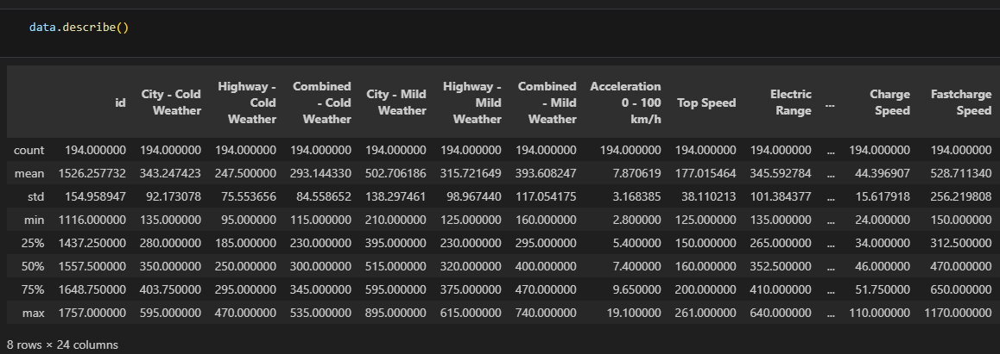 data.describe()
id City - Cold Weather Highway - Cold Weather Combined - Cold Weather City - Mild Weather Highway - Mild Weather Combined - Mild Weather Acceleration 0 - 100 km/h Top Speed Electric Range ... Charge Speed Fastcharge Speed
count 194.000000 194.000000 194.000000 194.000000 194.000000 194.000000 194.000000 194.000000 194.000000 194.000000 ... 194.000000 194.000000
mean 1526.257732 343.247423 247.500000 293.144330 502.706186 315.721649 393.608247 7.870619 177.015464 345.592784 ... 44.396907 528.711340
std 154.958947 92.173078 75.553656 84.558652 138.297461 98.967440 117.054175 3.168385 38.110213 101.384377 ... 15.617918 256.219808
min 1116.000000 135.000000 95.000000 115.000000 210.000000 125.000000 160.000000 2.800000 125.000000 135.000000 ... 24.000000 150.000000
25% 1437.250000 280.000000 185.000000 230.000000 395.000000 230.000000 295.000000 5.400000 150.000000 265.000000 ... 34.000000 312.500000
50% 1557.500000 350.000000 250.000000 300.000000 515.000000 320.000000 400.000000 7.400000 160.000000 352.500000 ... 46.000000 470.000000
75% 1648.750000 403.750000 295.000000 345.000000 595.000000 375.000000 470.000000 9.650000 200.000000 410.000000 ... 51.750000 650.000000
max 1757.000000 595.000000 470.000000 535.000000 895.000000 615.000000 740.000000 19.100000 261.000000 640.000000 ... 110.000000 1170.000000
8 rows × 24 columns